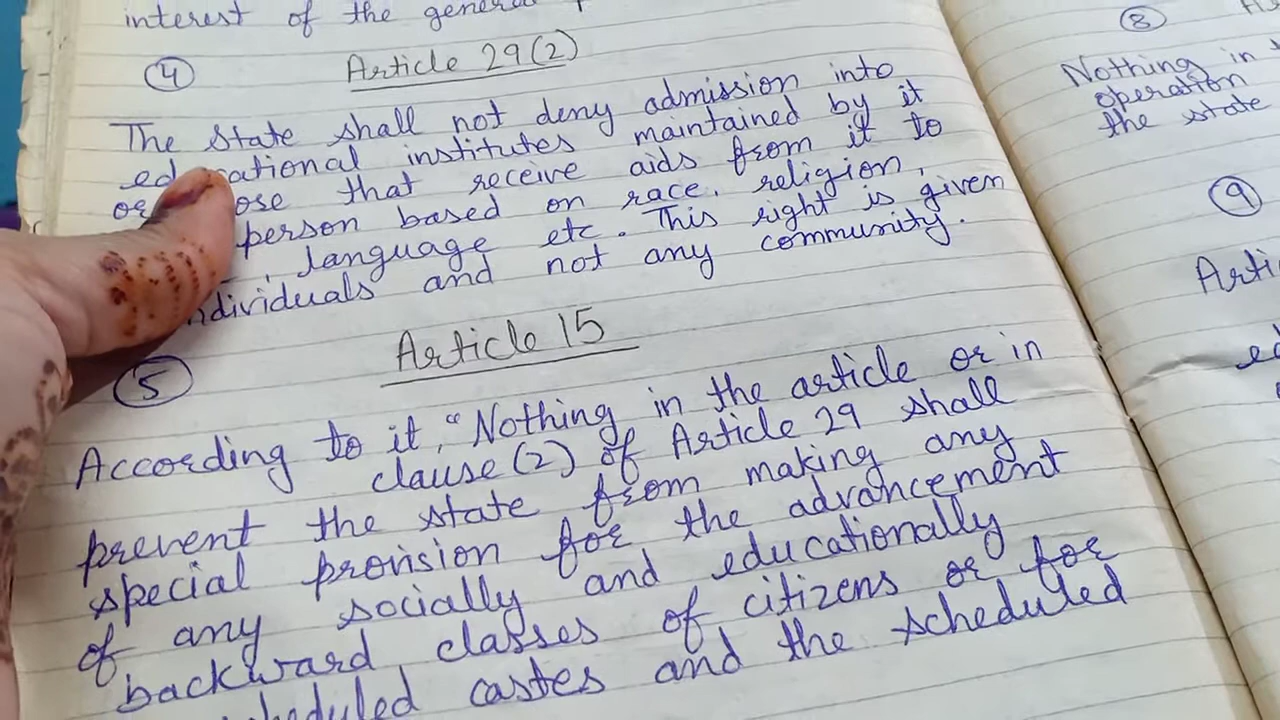 interest of the general
④ Article 29(2)
The State shall not deny admission into
educational institutes maintained by it
or those that receive aids from it to
person based on race, religion,
, language etc. This right is given
individuals and not any community.
⑤ Article 15
According to it, "Nothing in the article or in
clause (2) of Article 29 shall
prevent the state from making any
special provision for the advancement
of any socially and educationally
backward classes of citizens or for
scheduled castes and the scheduled
⑧
Nothing in
operation
the state
⑨
Arti
ed